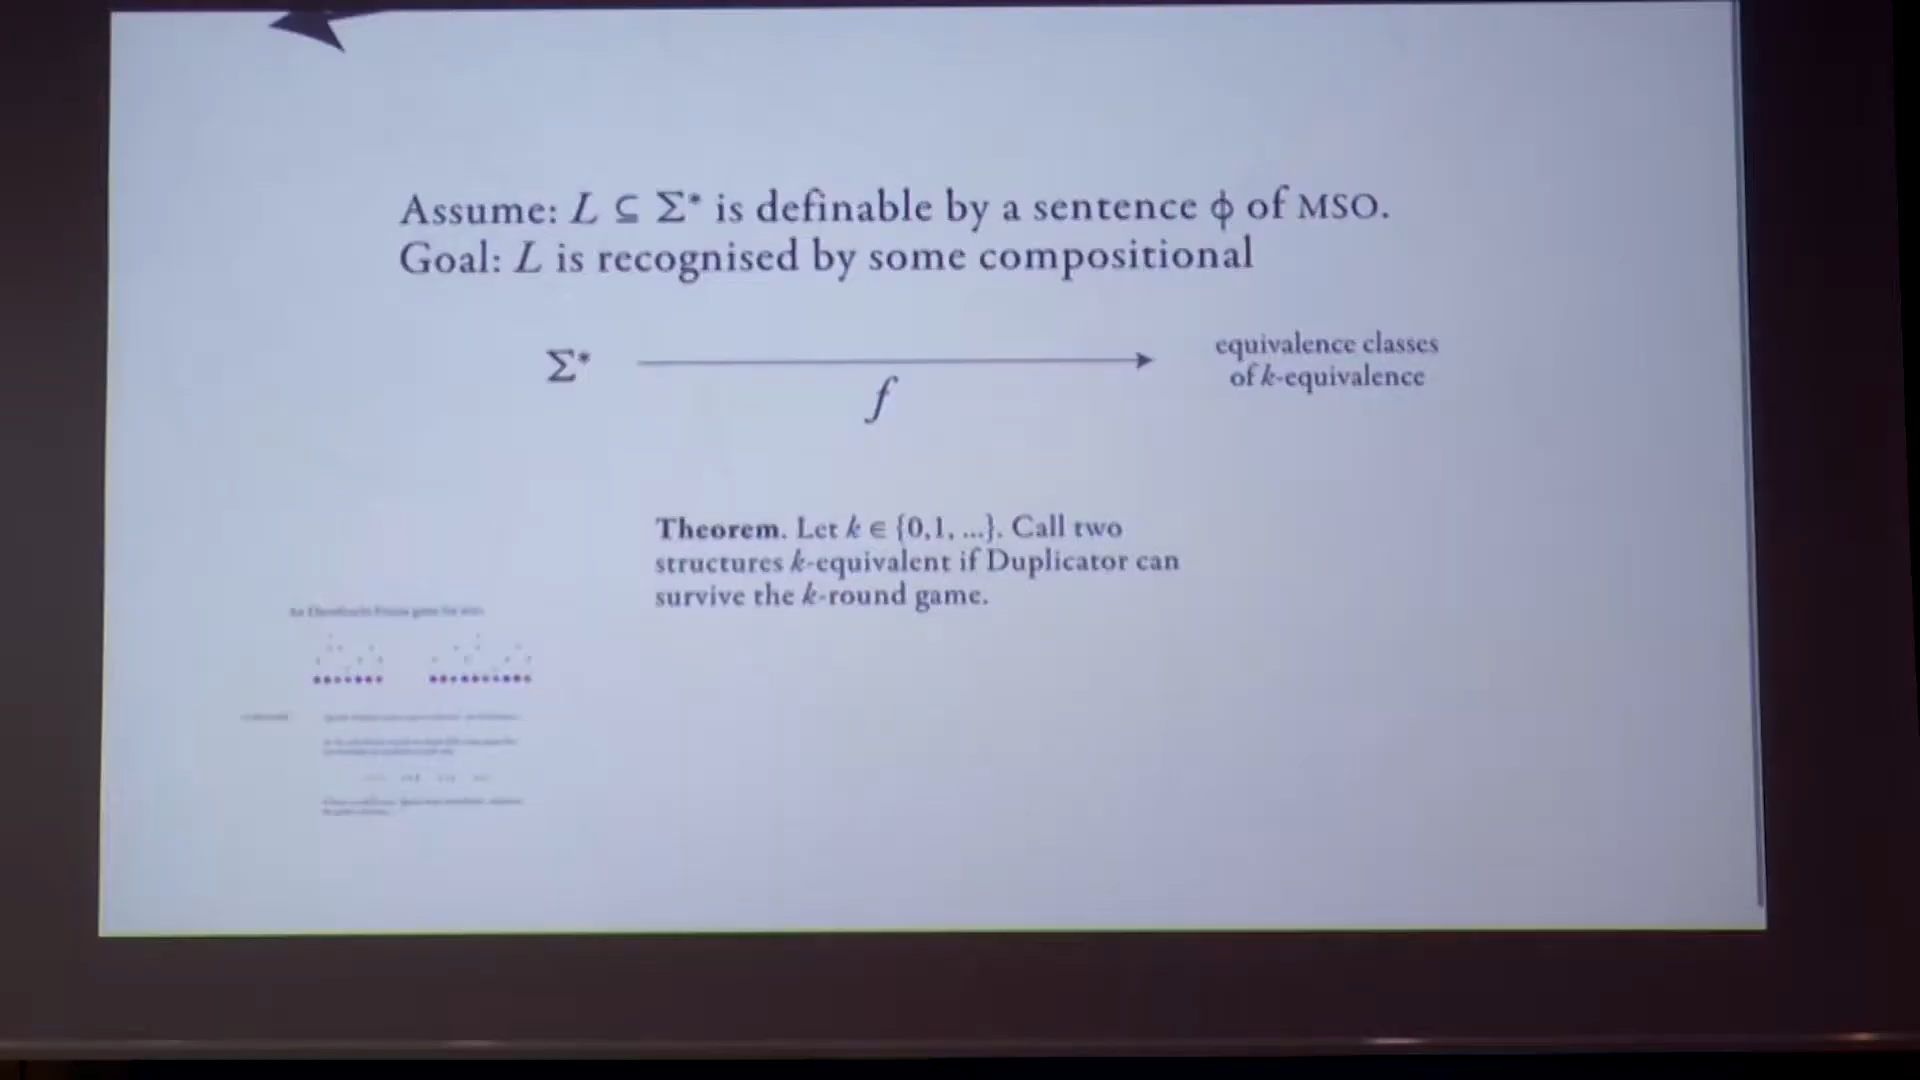 Assume: L ⊆ Σ* is definable by a sentence ϕ of MSO.
Goal: L is recognised by some compositional
Σ*
f
equivalence classes
of k-equivalence
Theorem. Let k ∈ {0,1, ...}. Call two
structures k-equivalent if Duplicator can
survive the k-round game.